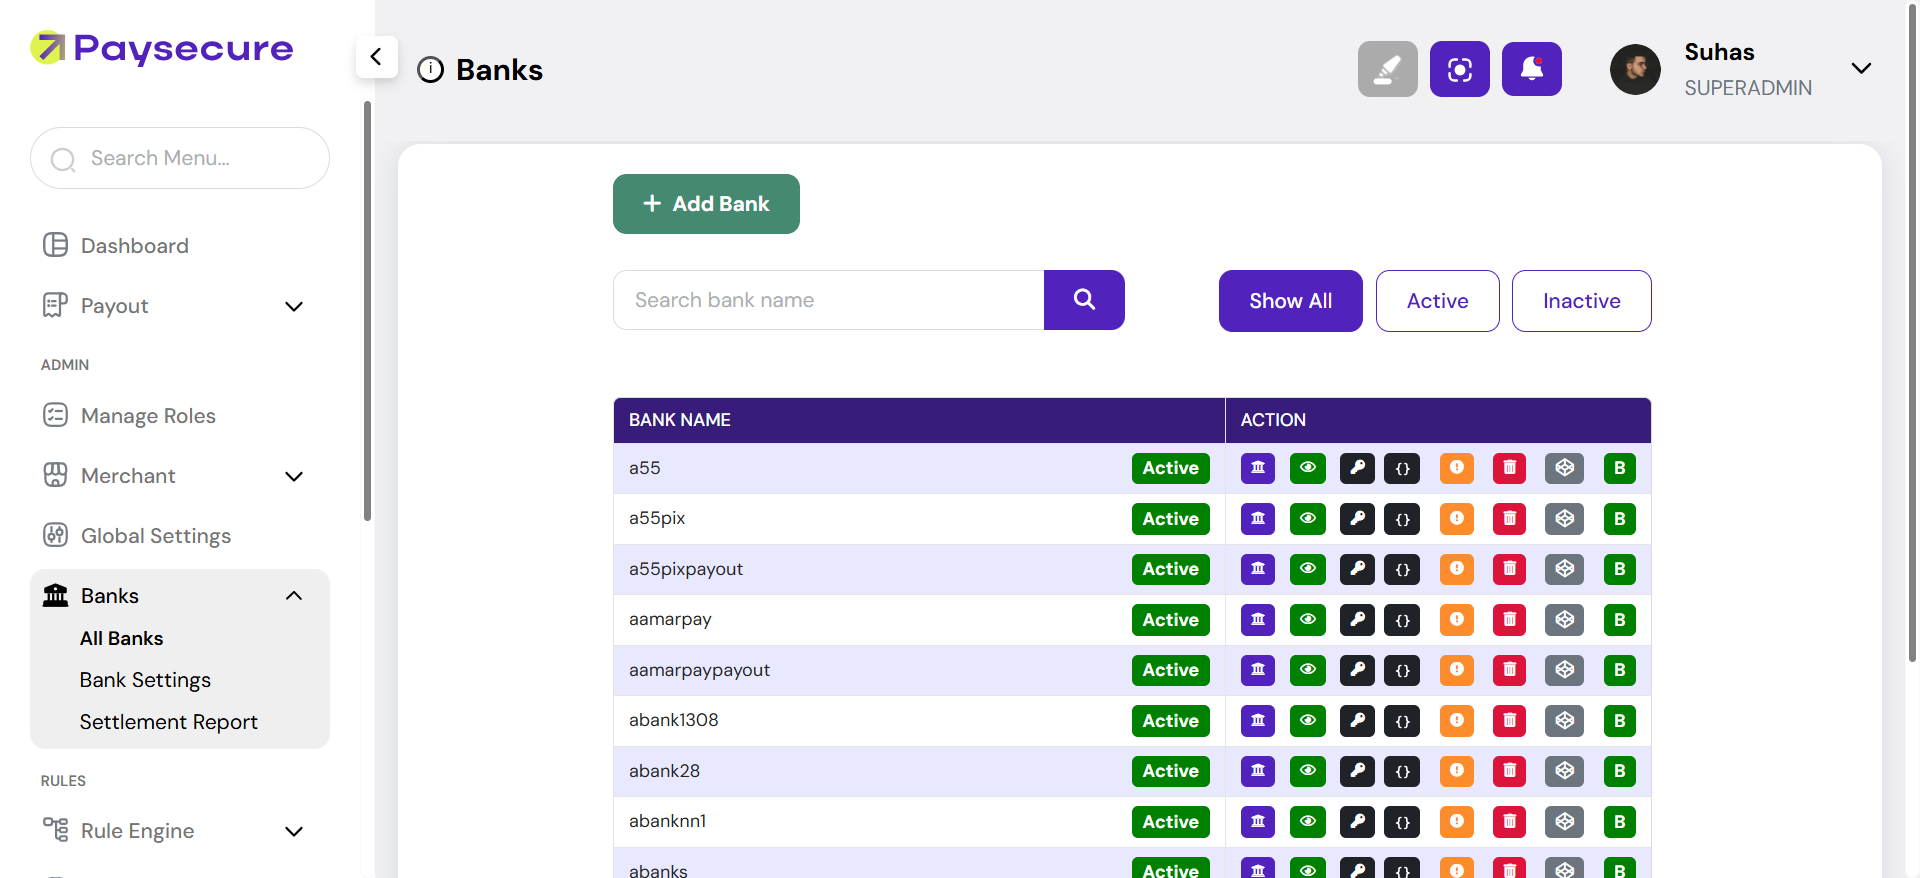 Paysecure
Search Menu...
Dashboard
Payout
ADMIN
Manage Roles
Merchant
Global Settings
Banks
All Banks
Bank Settings
Settlement Report
RULES
Rule Engine
Banks
Suhas
SUPERADMIN
+ Add Bank
Search bank name
Show All
Active
Inactive
BANK NAME ACTION
a55 Active {} B
a55pix Active {} B
a55pixpayout Active {} B
aamarpay Active {} B
aamarpaypayout Active {} B
abank1308 Active {} B
abank28 Active {} B
abanknn1 Active {} B
abanks Active {} B